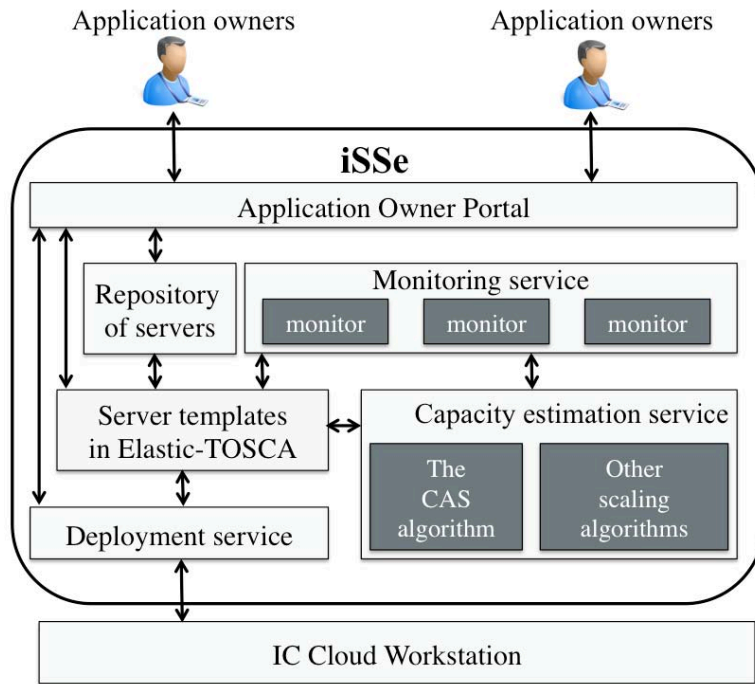 Application owners
Application owners
iSSe
Application Owner Portal
Repository
of servers
Monitoring service
monitor
monitor
monitor
Server templates
in Elastic-TOSCA
Capacity estimation service
The
CAS
algorithm
Other
scaling
algorithms
Deployment service
IC Cloud Workstation